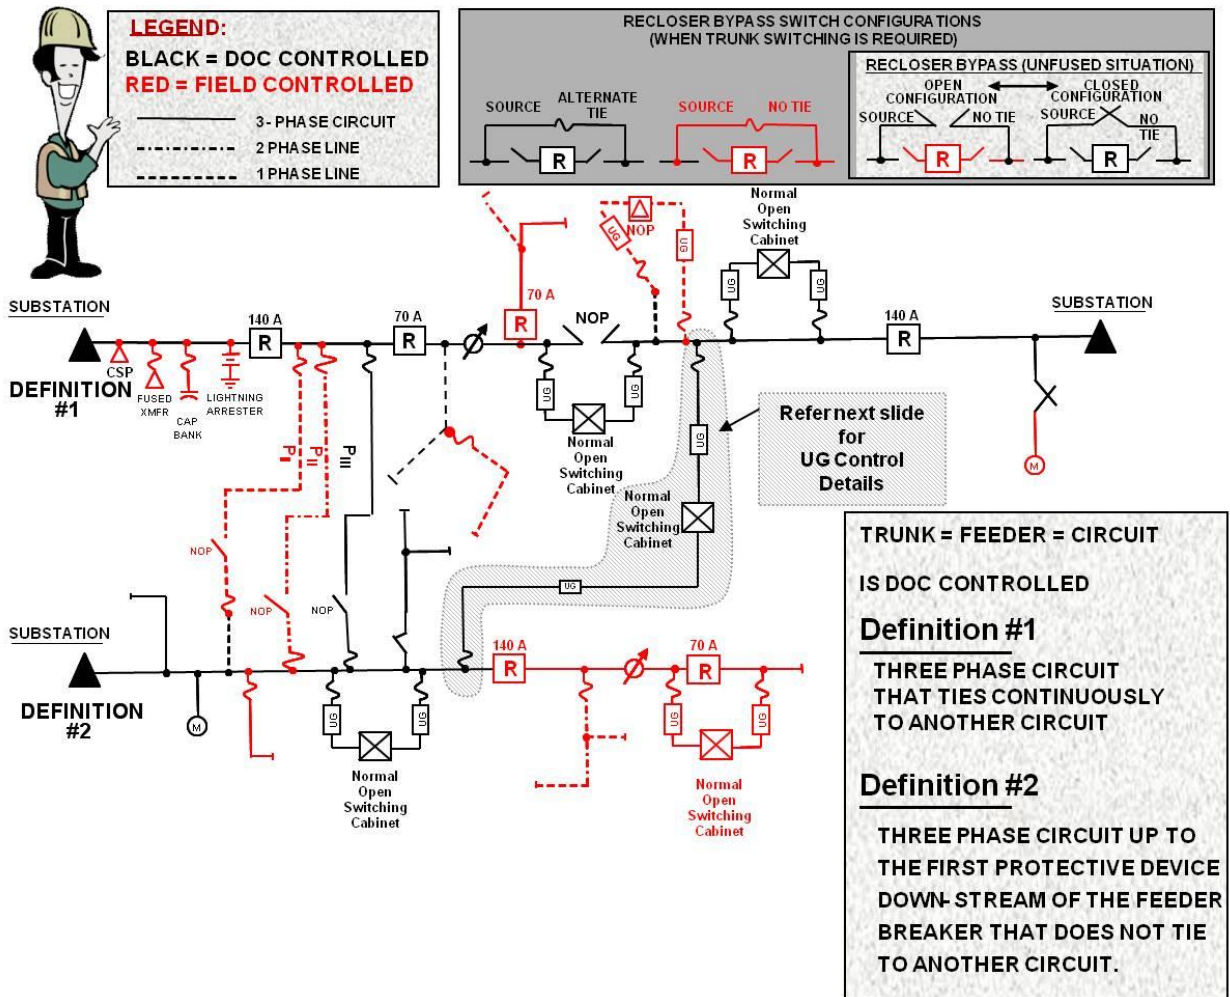 LEGEND:
BLACK = DOC CONTROLLED
RED = FIELD CONTROLLED
3- PHASE CIRCUIT
2 PHASE LINE
1 PHASE LINE
RECLOSER BYPASS SWITCH CONFIGURATIONS
(WHEN TRUNK SWITCHING IS REQUIRED)
SOURCE
ALTERNATE
TIE
R
SOURCE
NO TIE
R
RECLOSER BYPASS (UNFUSED SITUATION)
OPEN
CONFIGURATION
CLOSED
CONFIGURATION
SOURCE
NO TIE
R
SOURCE
NO
TIE
R
Normal
Open
Switching
Cabinet
UG
UG
UG
NOP
UG
70 A
R
SUBSTATION
140 A
R
70 A
R
NOP
140 A
R
SUBSTATION
DEFINITION
#1
CSP
FUSED
XMFR
CAP
BANK
LIGHTNING
ARRESTER
UG
UG
Normal
Open
Switching
Cabinet
UG
Normal
Open
Switching
Cabinet
Refer next slide
for
UG Control
Details
M
PI
PII
PIII
NOP
NOP
NOP
UG
SUBSTATION
DEFINITION
#2
M
UG
UG
Normal
Open
Switching
Cabinet
140 A
R
70 A
R
UG
UG
Normal
Open
Switching
Cabinet
TRUNK = FEEDER = CIRCUIT
IS DOC CONTROLLED
Definition #1
THREE PHASE CIRCUIT
THAT TIES CONTINUOUSLY
TO ANOTHER CIRCUIT
Definition #2
THREE PHASE CIRCUIT UP TO
THE FIRST PROTECTIVE DEVICE
DOWN-STREAM OF THE FEEDER
BREAKER THAT DOES NOT TIE
TO ANOTHER CIRCUIT.